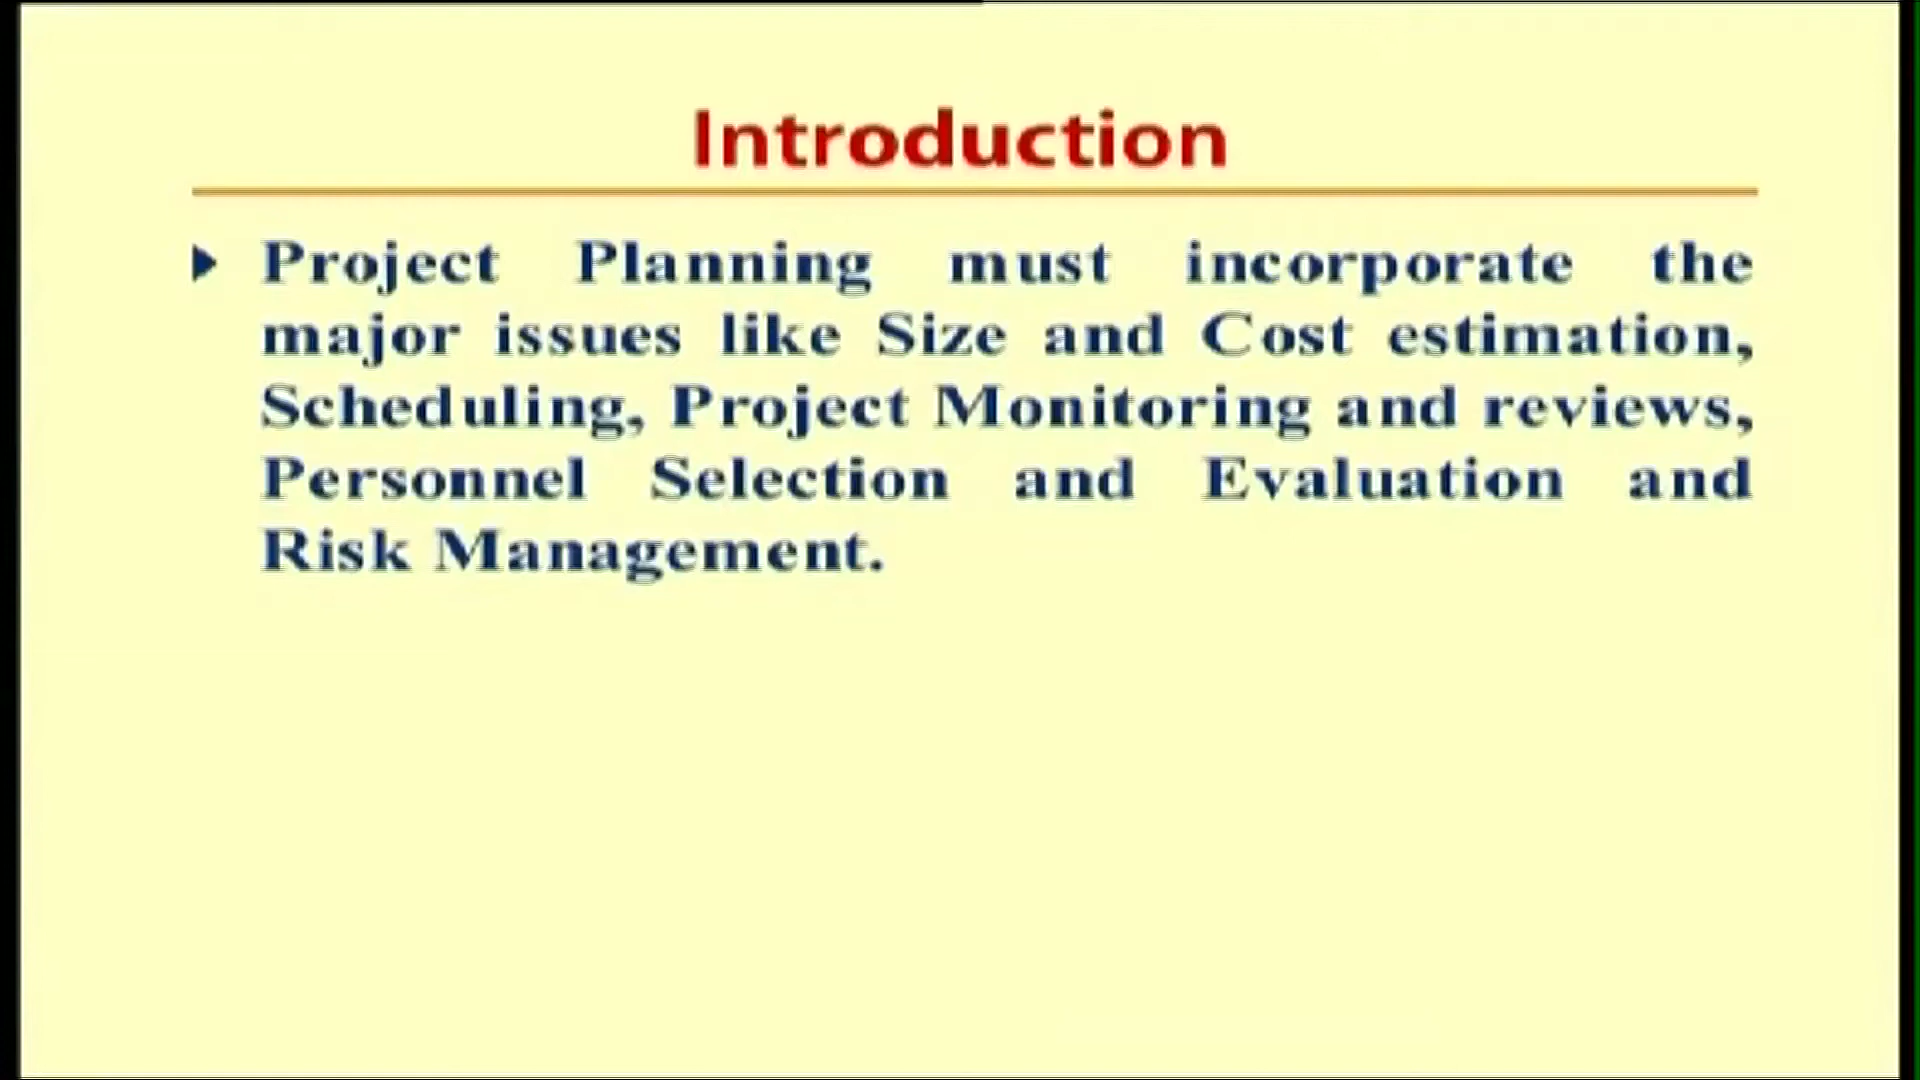 Introduction
Project Planning must incorporate the
major issues like Size and Cost estimation,
Scheduling, Project Monitoring and reviews,
Personnel Selection and Evaluation and
Risk Management.